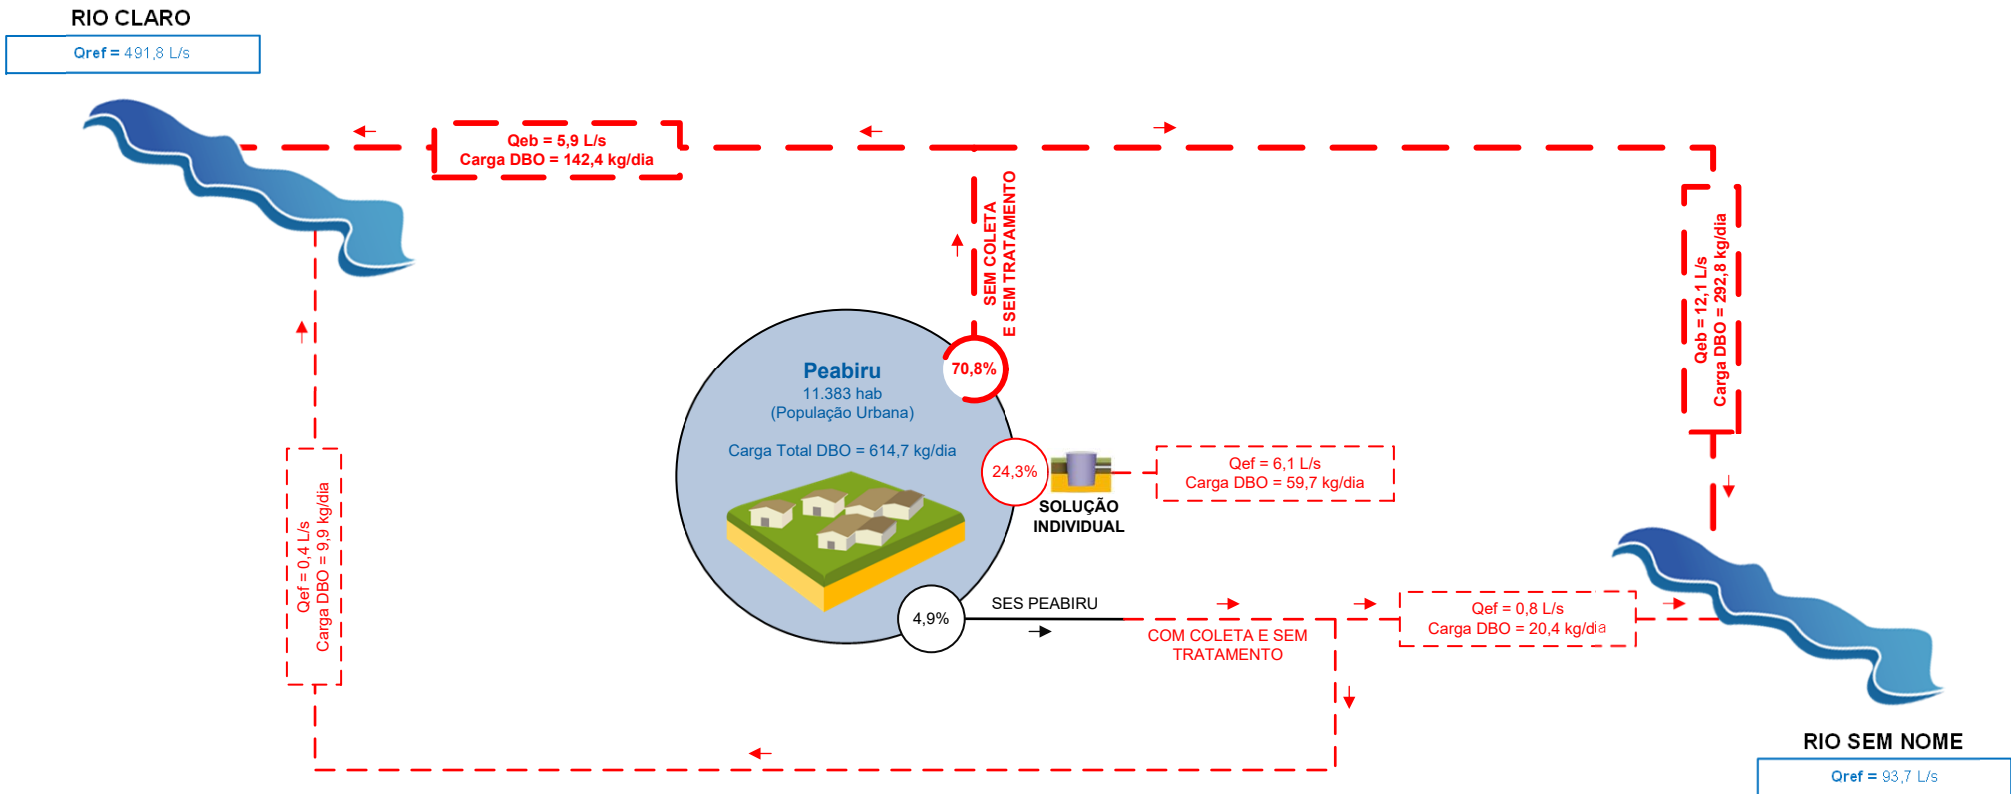 RIO CLARO
Qref = 491,8 L/s
Qeb = 5,9 L/s
Carga DBO = 142,4 kg/dia
SEM COLETA
E SEM TRATAMENTO
Qeb = 12,1 L/s
Carga DBO = 292,8 kg/dia
70,8%
Peabiru
11.383 hab
(População Urbana)
Carga Total DBO = 614,7 kg/dia
24,3%
SOLUÇÃO
INDIVIDUAL
Qef = 6,1 L/s
Carga DBO = 59,7 kg/dia
Qef = 0,4 L/s
Carga DBO = 9,9 kg/dia
4,9%
SES PEABIRU
COM COLETA E SEM
TRATAMENTO
Qef = 0,8 L/s
Carga DBO = 20,4 kg/dia
RIO SEM NOME
Qref = 93,7 L/s